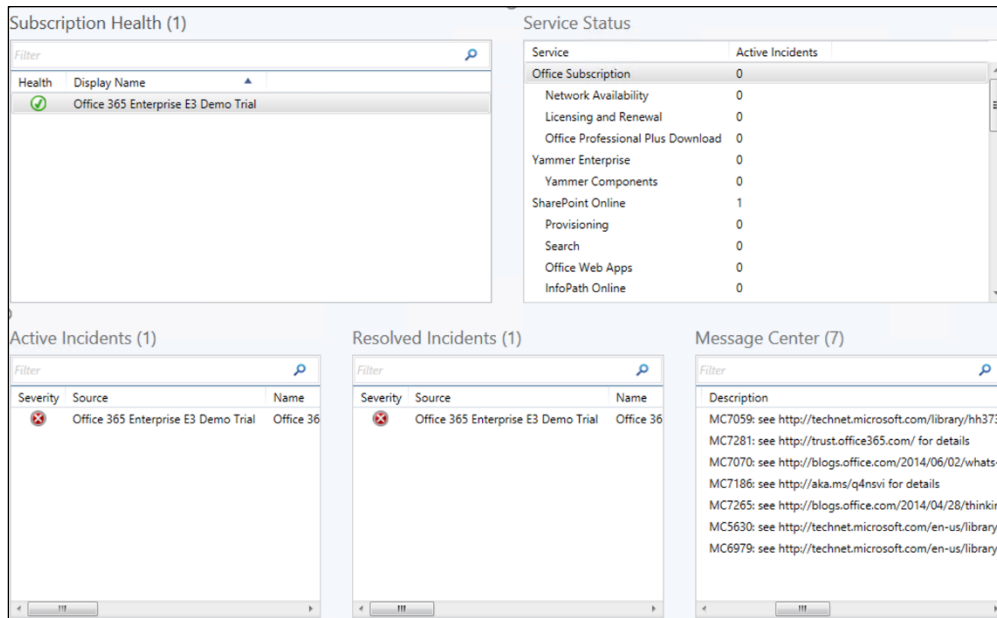 Subscription Health (1)
Filter
Health Display Name
Office 365 Enterprise E3 Demo Trial
Service Status
Service Active Incidents
Office Subscription 0
Network Availability 0
Licensing and Renewal 0
Office Professional Plus Download 0
Yammer Enterprise 0
Yammer Components 0
SharePoint Online 1
Provisioning 0
Search 0
Office Web Apps 0
InfoPath Online 0
Active Incidents (1)
Filter
Severity Source Name
Office 365 Enterprise E3 Demo Trial Office 36
Resolved Incidents (1)
Filter
Severity Source Name
Office 365 Enterprise E3 Demo Trial Office 36
Message Center (7)
Filter
Description
MC7059: see http://technet.microsoft.com/library/hh373
MC7281: see http://trust.office365.com/ for details
MC7070: see http://blogs.office.com/2014/06/02/whats-
MC7186: see http://aka.ms/q4nsvi for details
MC7265: see http://blogs.office.com/2014/04/28/thinkin
MC5630: see http://technet.microsoft.com/en-us/library
MC6979: see http://technet.microsoft.com/en-us/library